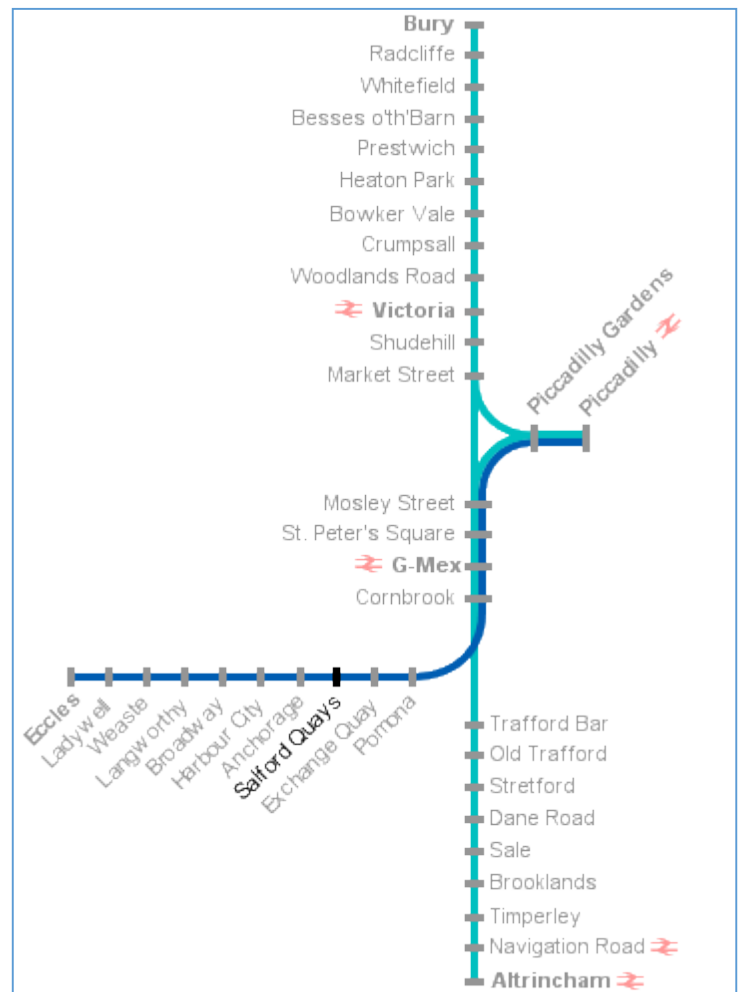 Bury
Radcliffe
Whitefield
Besses o'th'Barn
Prestwich
Heaton Park
Bowker Vale
Crumpsall
Woodlands Road
Victoria
Shudehill
Market Street
Piccadilly Gardens
Piccadilly
Mosley Street
St. Peter's Square
G-Mex
Cornbrook
Eccles
Ladywell
Weaste
Langworthy
Broadway
Harbour City
Anchorage
Salford Quays
Exchange Quay
Pomona
Trafford Bar
Old Trafford
Stretford
Dane Road
Sale
Brooklands
Timperley
Navigation Road
Altrincham